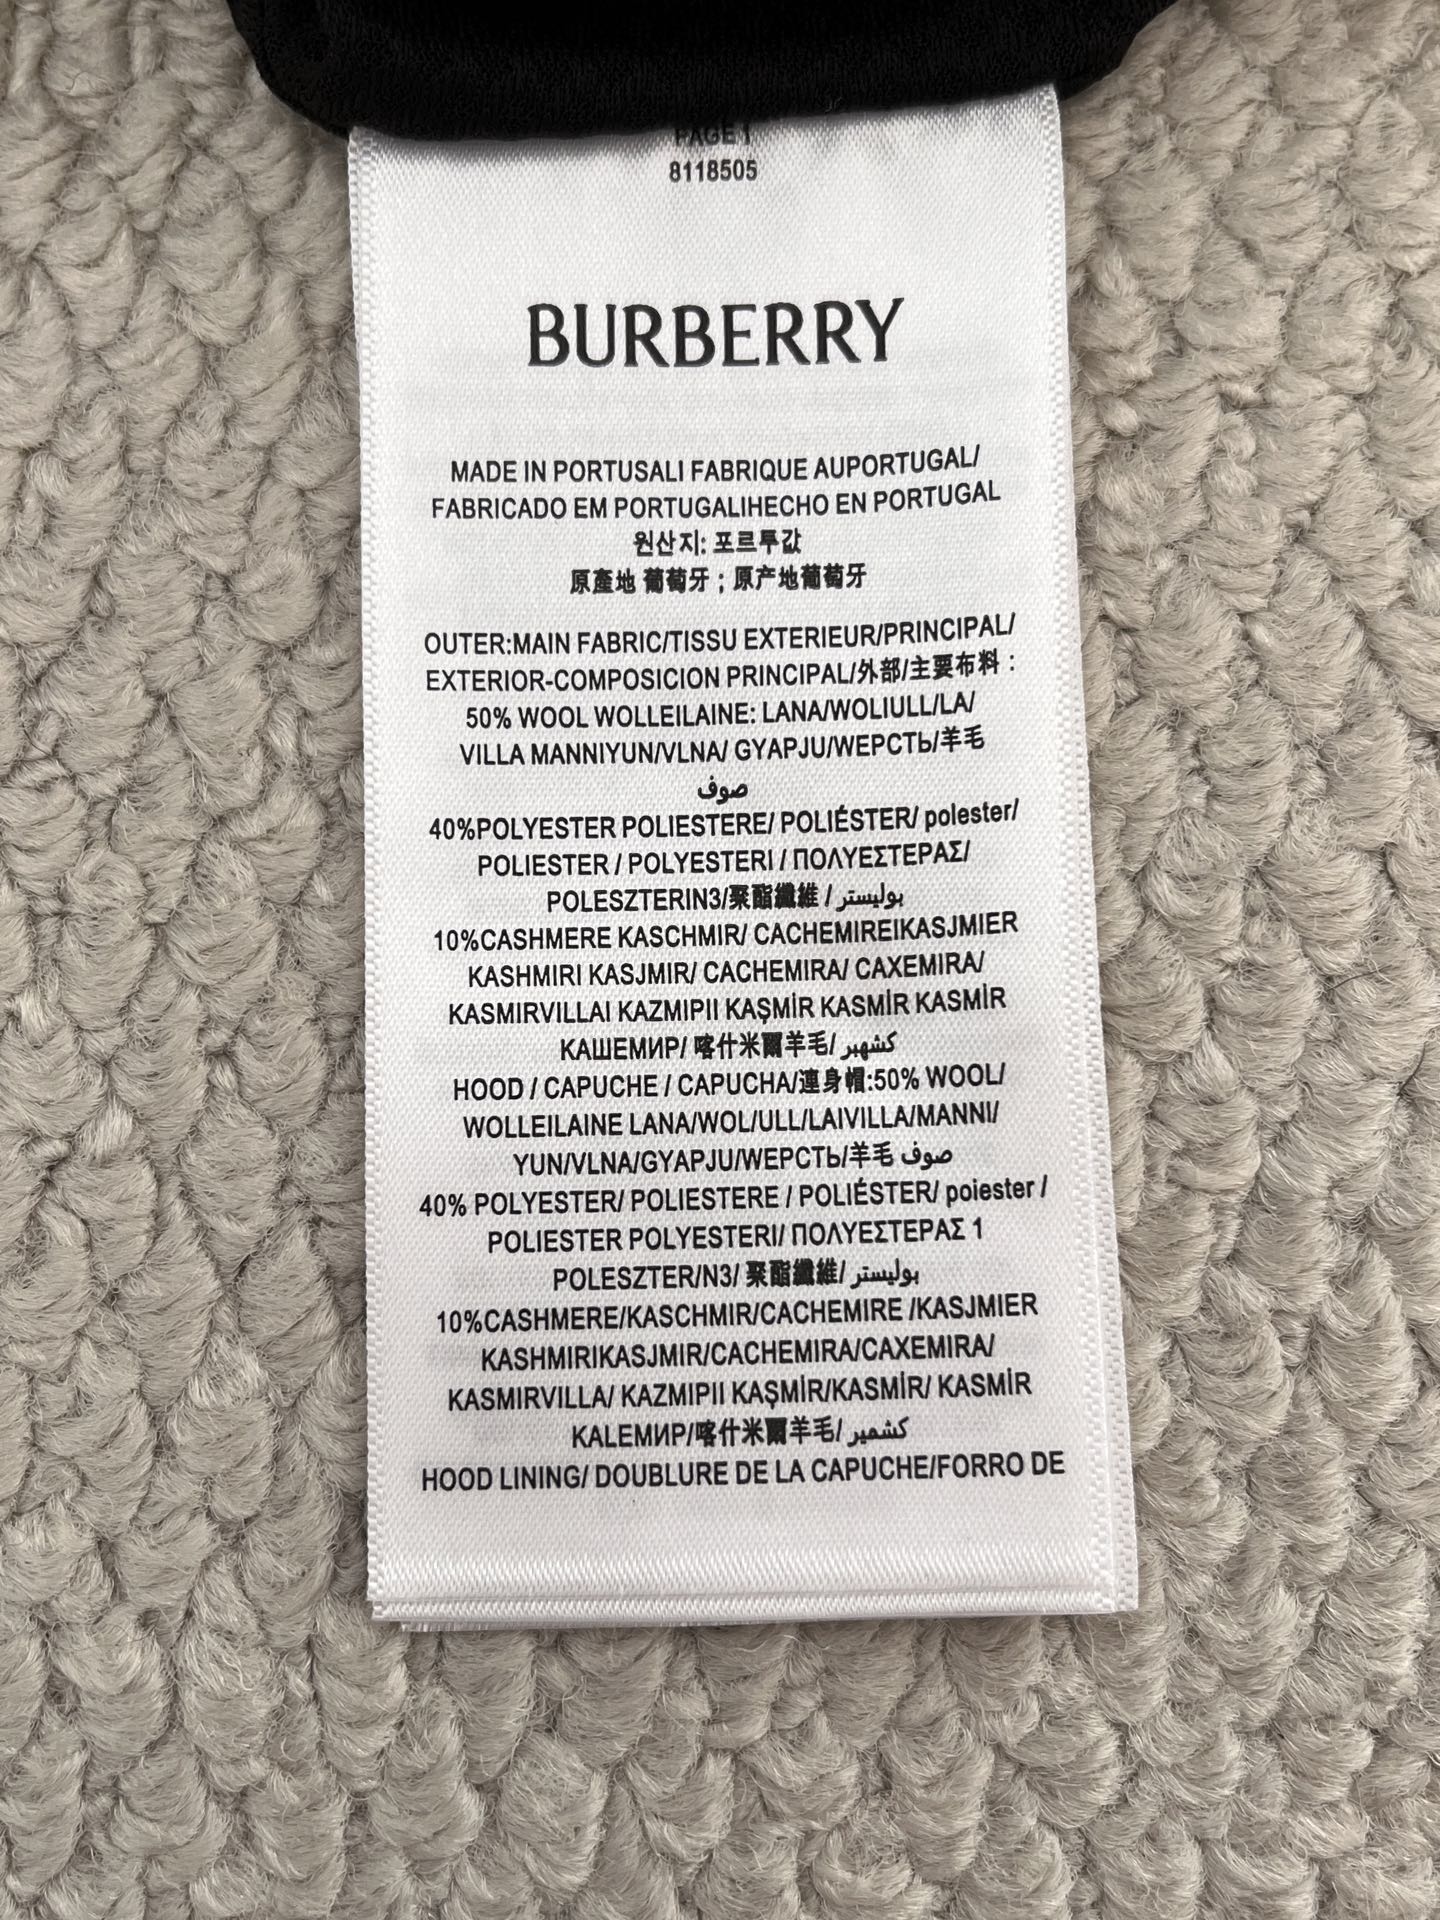 PAGE 1
8118505
BURBERRY
MADE IN PORTUSALI FABRIQUE AUPORTUGAL/
FABRICADO EM PORTUGALIHECHO EN PORTUGAL
원산지: 포르투값
原產地 葡萄牙 ; 原产地葡萄牙
OUTER:MAIN FABRIC/TISSU EXTERIEUR/PRINCIPAL/
EXTERIOR-COMPOSICION PRINCIPAL/外部/主要布料 :
50% WOOL WOLLEILAINE: LANA/WOLIULL/LA/
VILLA MANNIYUN/VLNA/ GYAPJU/WEPCTЬ/羊毛
صوف
40%POLYESTER POLIESTERE/ POLIÉSTER/ polester/
POLIESTER / POLYESTERI / ΠΟΛΥΕΣΤΕΡΑΣ/
POLESZTERIN3/聚酯纖維 / بوليستر
10%CASHMERE KASCHMIR/ CACHEMIREIKASJMIER
KASHMIRI KASJMIR/ CACHEMIRA/ CAXEMIRA/
KASMIRVILLAI KAZMIPII KAŞMİR KASMİR KASMİR
КАШЕМИР/ 喀什米爾羊毛/ كشهبر
HOOD / CAPUCHE / CAPUCHA/連身帽:50% WOOL/
WOLLEILAINE LANA/WOL/ULL/LAIVILLA/MANNI/
YUN/VLNA/GYAPJU/WEPCTЬ/羊毛 صوف
40% POLYESTER/ POLIESTERE / POLIÉSTER/ poiester /
POLIESTER POLYESTERI/ ΠΟΛΥΕΣΤΕΡΑΣ 1
POLESZTER/N3/ 聚酯纖維/ بوليستر
10%CASHMERE/KASCHMIR/CACHEMIRE /KASJMIER
KASHMIRIKASJMIR/CACHEMIRA/CAXEMIRA/
KASMIRVILLA/ KAZMIPII KAŞMİR/KASMİR/ KASMİR
KALEMИP/喀什米爾羊毛/ كشمير
HOOD LINING/ DOUBLURE DE LA CAPUCHE/FORRO DE